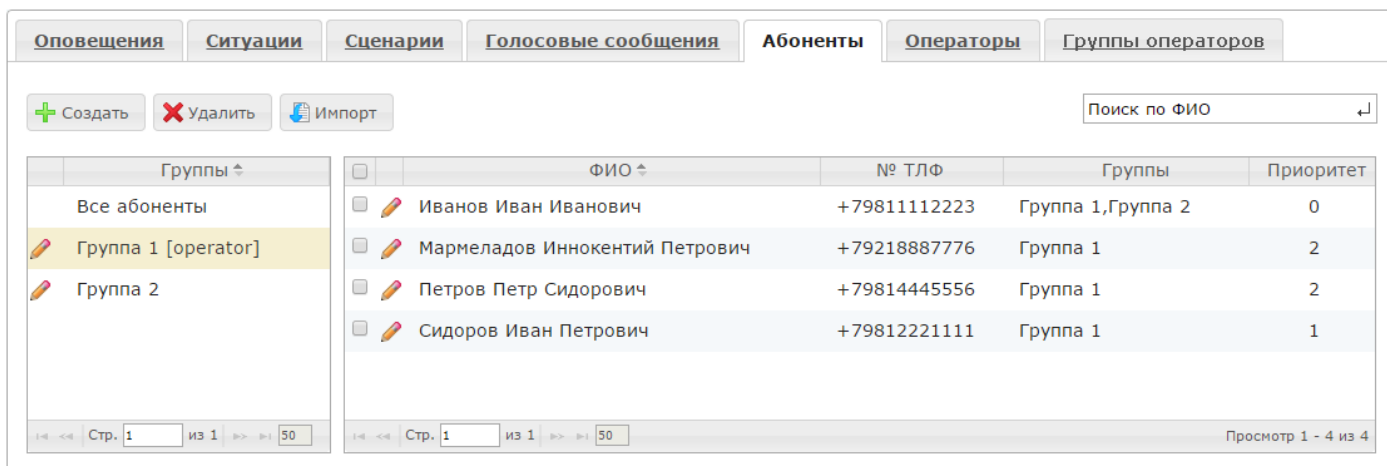 Оповещения Ситуации Сценарии Голосовые сообщения Абоненты Операторы Группы операторов
Создать Удалить Импорт Поиск по ФИО
Группы ФИО № ТЛФ Группы Приоритет
Все абоненты Иванов Иван Иванович +79811112223 Группа 1,Группа 2 0
Группа 1 [operator] Мармеладов Иннокентий Петрович +79218887776 Группа 1 2
Группа 2 Петров Петр Сидорович +79814445556 Группа 1 2
Сидоров Иван Петрович +79812221111 Группа 1 1
Стр. 1 из 1 50 Стр. 1 из 1 50 Просмотр 1 - 4 из 4